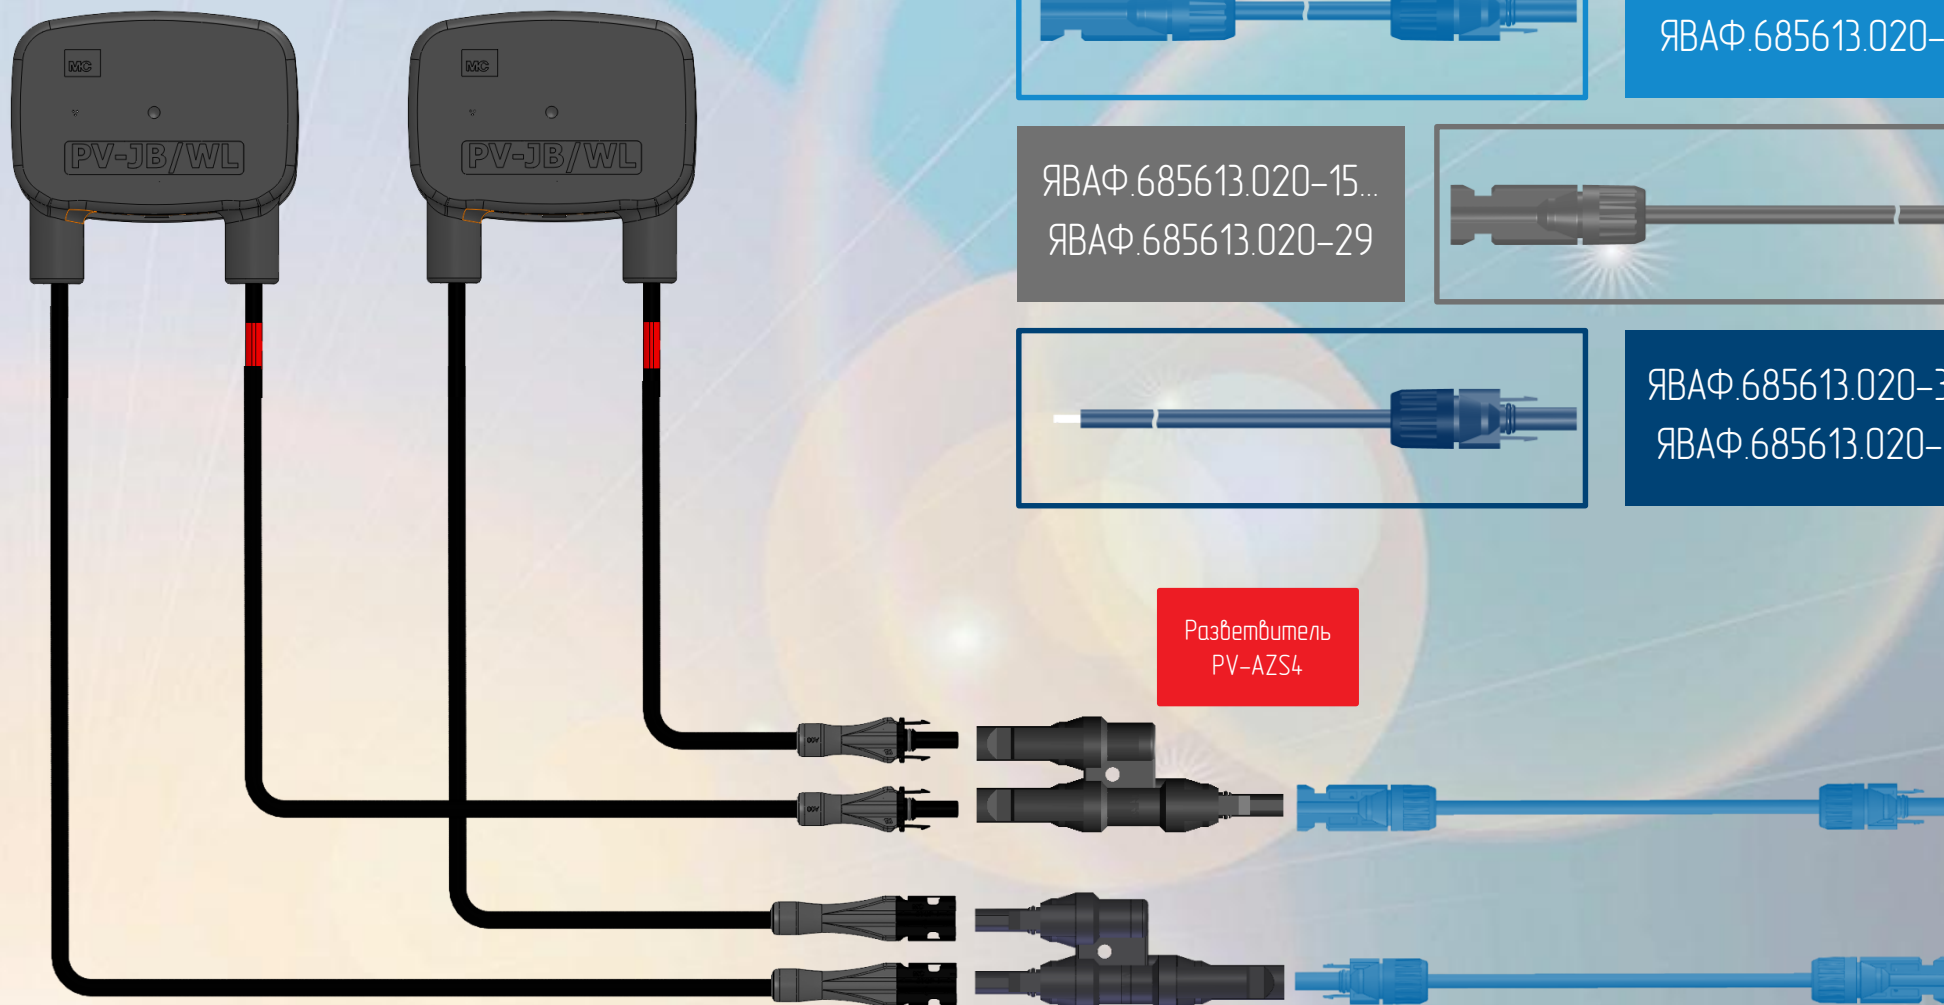 MC
PV-JB/WL
MC
PV-JB/WL
ЯВАФ.685613.020-
ЯВАФ.685613.020-15...
ЯВАФ.685613.020-29
ЯВАФ.685613.020-3
ЯВАФ.685613.020-
Разветвитель
PV-AZS4